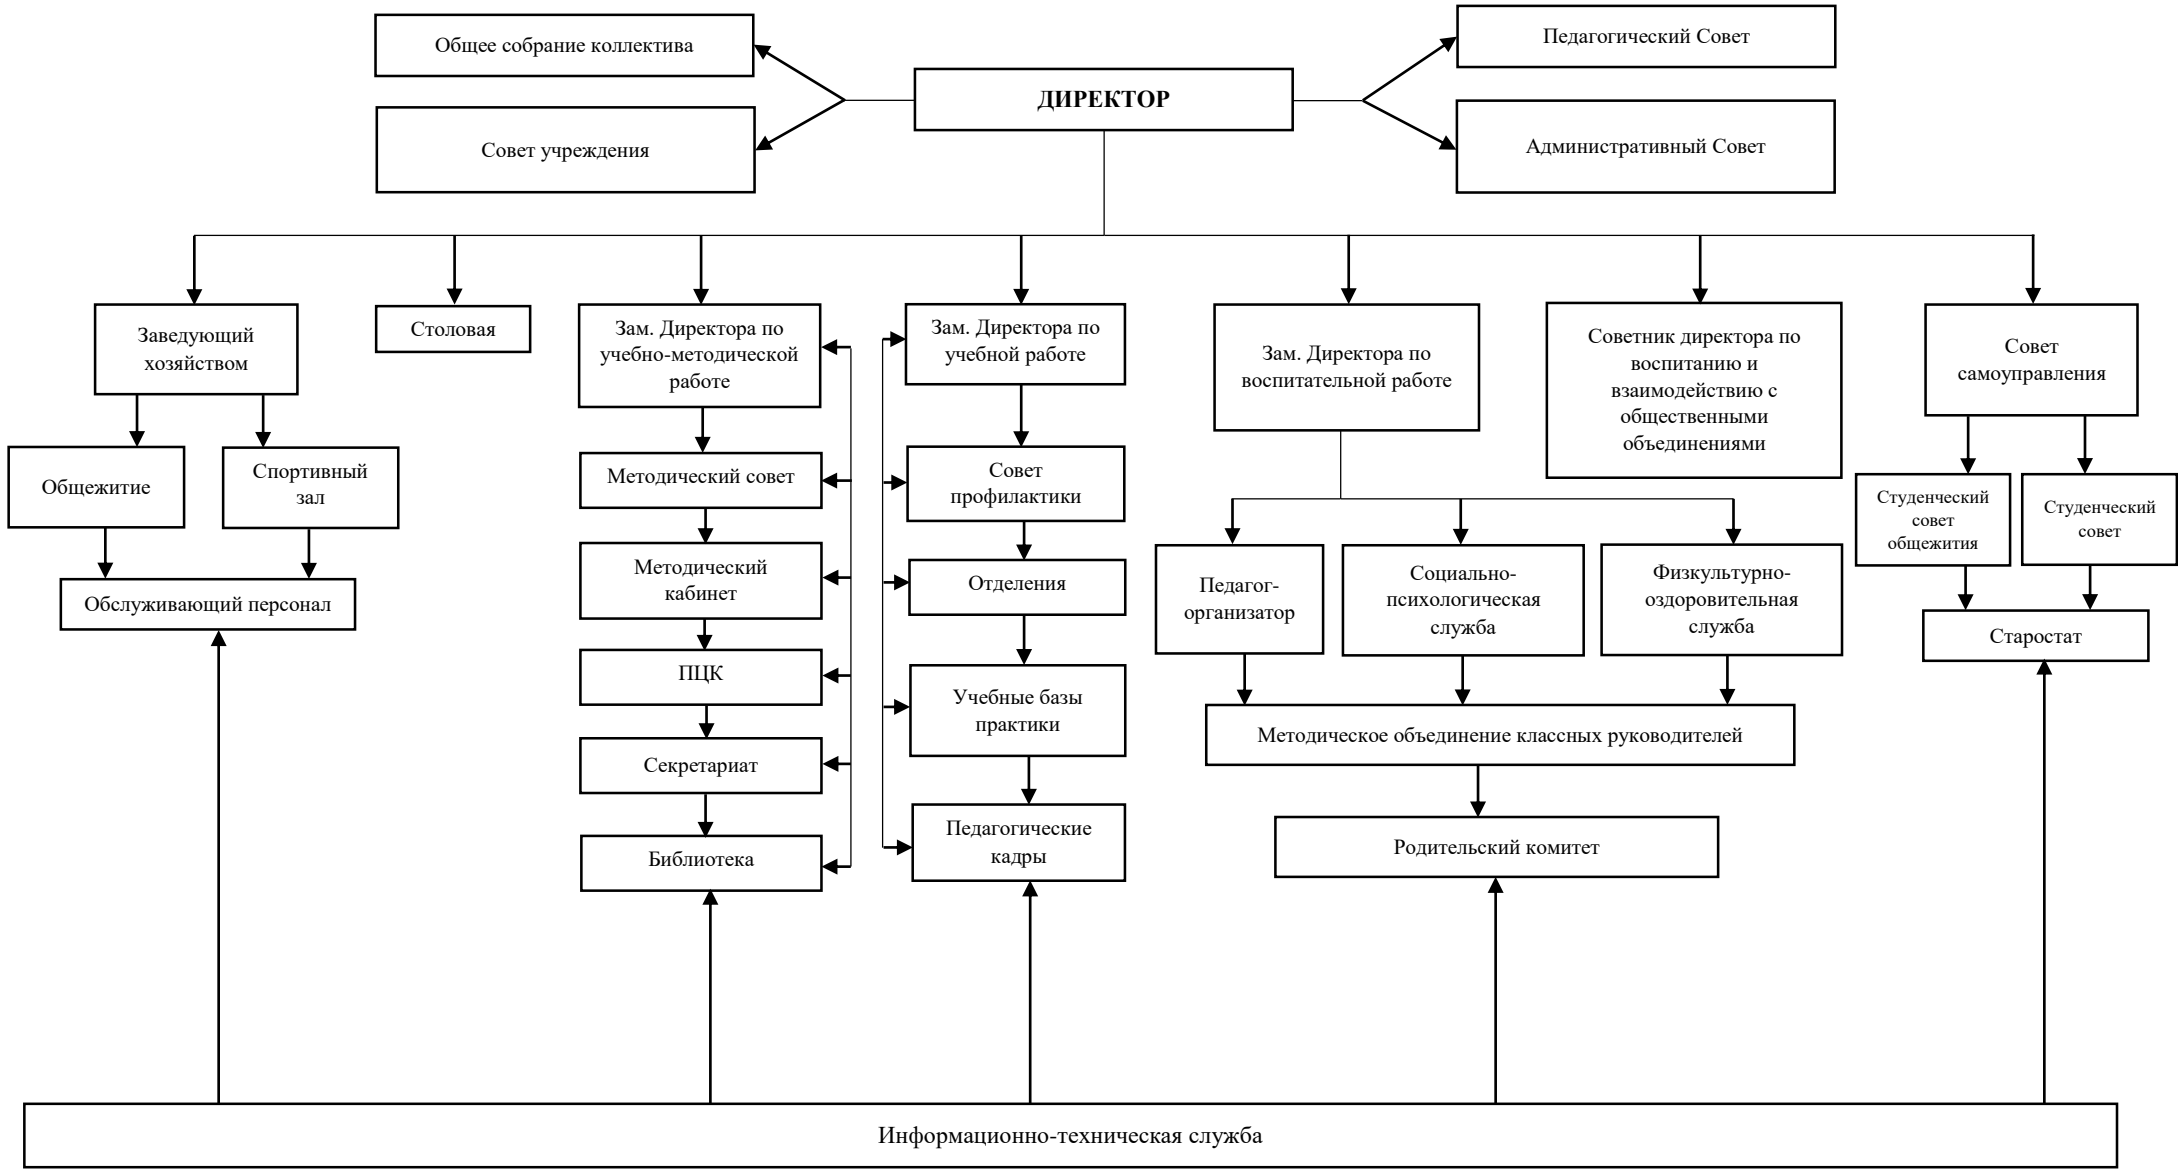 Общее собрание коллектива
Педагогический Совет
ДИРЕКТОР
Совет учреждения
Административный Совет
Заведующий
хозяйством
Столовая
Зам. Директора по
учебно-методической
работе
Зам. Директора по
учебной работе
Зам. Директора по
воспитательной работе
Советник директора по
воспитанию и
взаимодействию с
общественными
объединениями
Совет
самоуправления
Общежитие
Спортивный
зал
Обслуживающий персонал
Методический совет
Методический
кабинет
ПЦК
Секретариат
Библиотека
Совет
профилактики
Отделения
Учебные базы
практики
Педагогические
кадры
Педагог-
организатор
Социально-
психологическая
служба
Физкультурно-
оздоровительная
служба
Методическое объединение классных руководителей
Родительский комитет
Студенческий
совет
общежития
Студенческий
совет
Старостат
Информационно-техническая служба